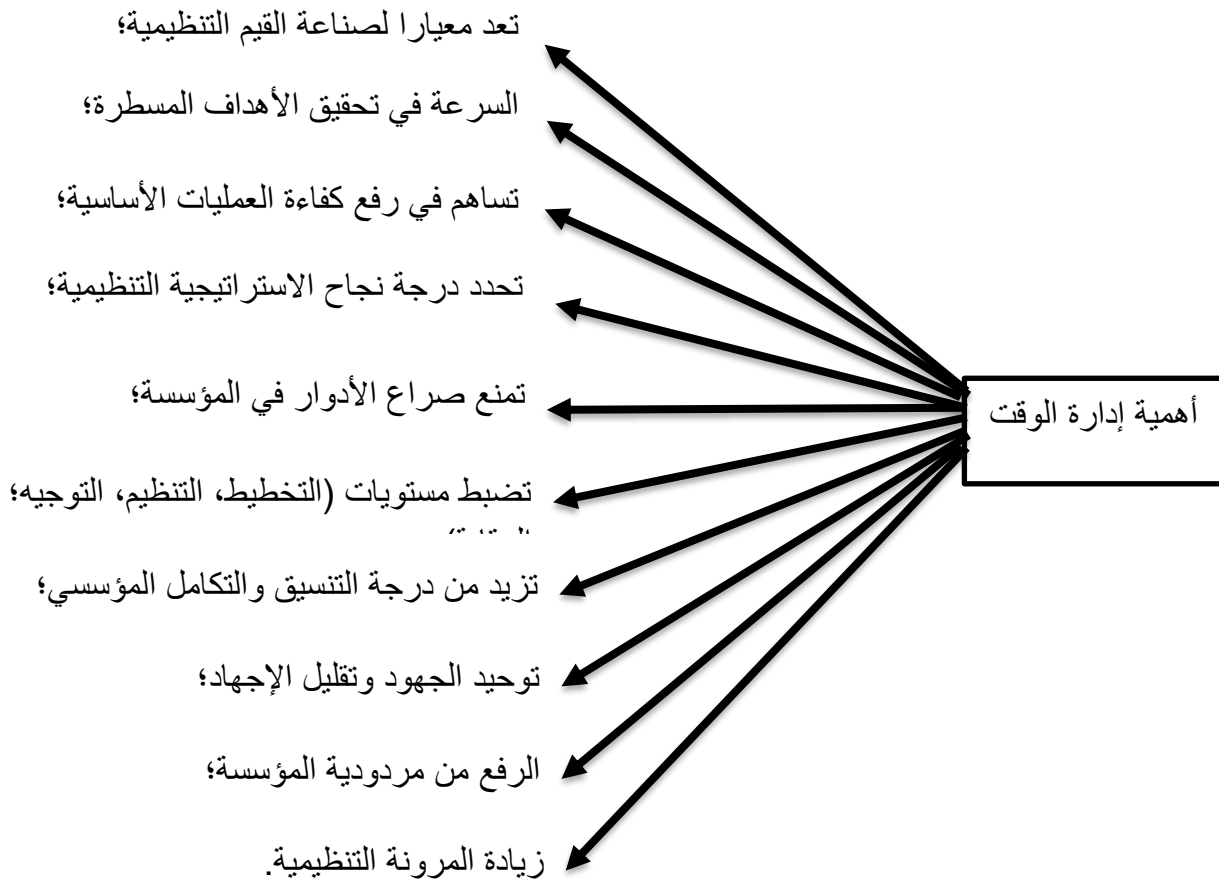 تعد معيارا لصناعة القيم التنظيمية؛
السرعة في تحقيق الأهداف المسطرة؛
تساهم في رفع كفاءة العمليات الأساسية؛
تحدد درجة نجاح الاستراتيجية التنظيمية؛
تمنع صراع الأدوار في المؤسسة؛
أهمية إدارة الوقت
تضبط مستويات (التخطيط، التنظيم، التوجيه؛
تزيد من درجة التنسيق والتكامل المؤسسي؛
توحيد الجهود وتقليل الإجهاد؛
الرفع من مردودية المؤسسة؛
زيادة المرونة التنظيمية.